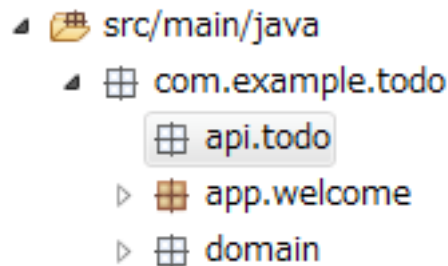 src/main/java
com.example.todo
api.todo
app.welcome
domain